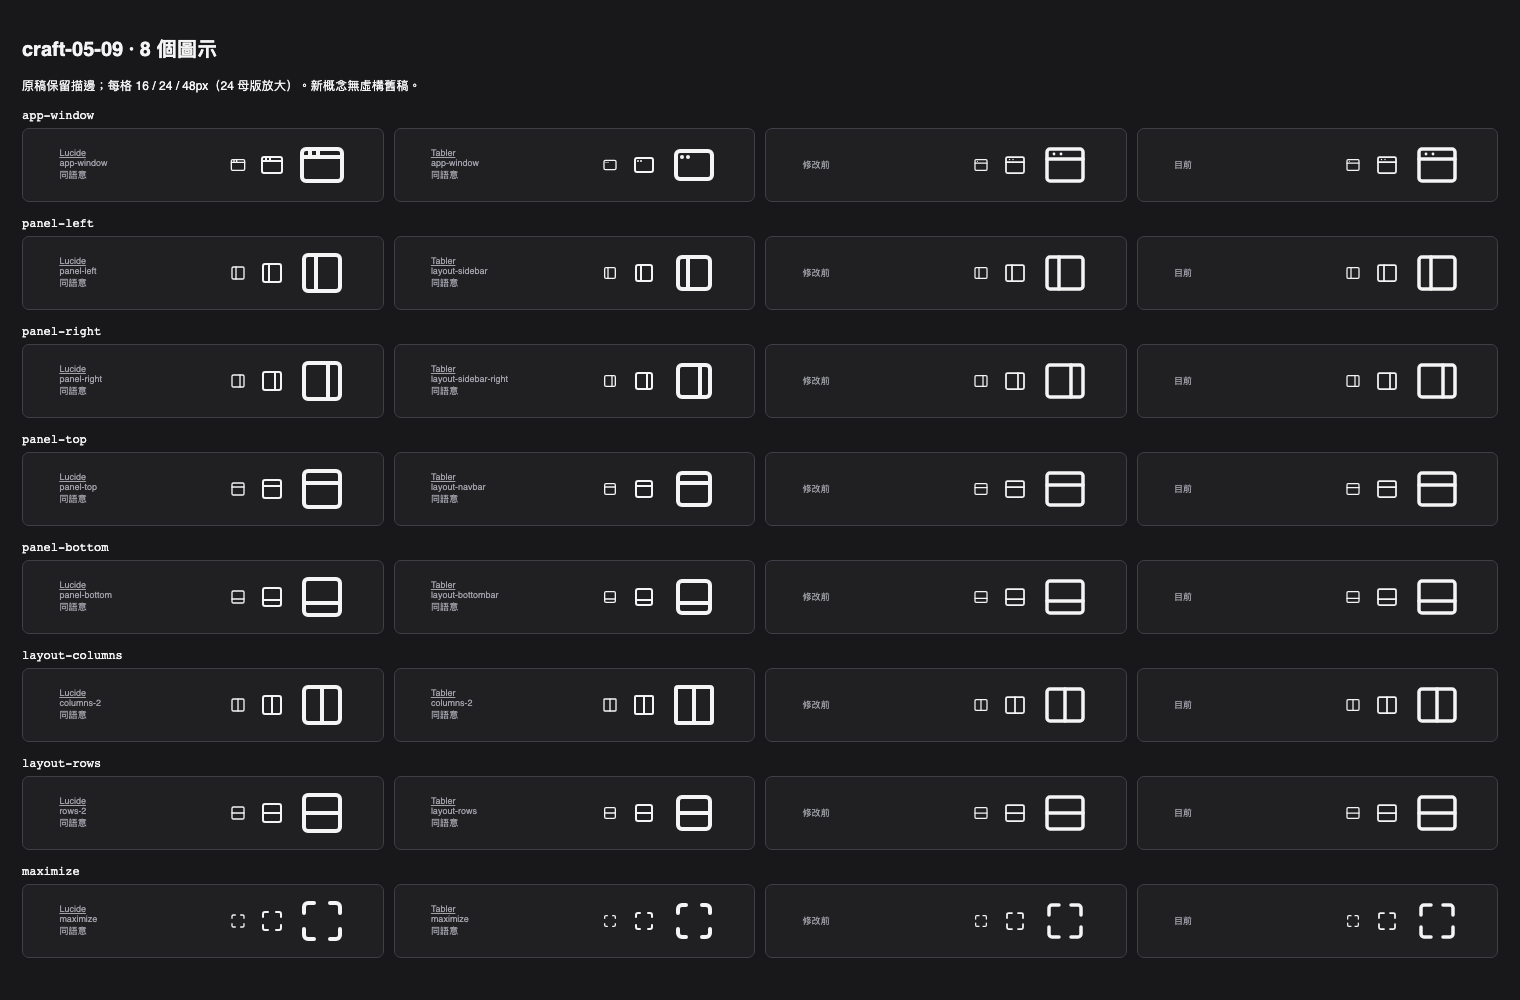 craft-05-09 · 8 個圖示
原稿保留描邊；每格 16 / 24 / 48px（24 母版放大）。新概念無虛構舊稿。
app-window
Lucide
app-window
同語意
Tabler
app-window
同語意
修改前
目前
panel-left
Lucide
panel-left
同語意
Tabler
layout-sidebar
同語意
修改前
目前
panel-right
Lucide
panel-right
同語意
Tabler
layout-sidebar-right
同語意
修改前
目前
panel-top
Lucide
panel-top
同語意
Tabler
layout-navbar
同語意
修改前
目前
panel-bottom
Lucide
panel-bottom
同語意
Tabler
layout-bottombar
同語意
修改前
目前
layout-columns
Lucide
columns-2
同語意
Tabler
columns-2
同語意
修改前
目前
layout-rows
Lucide
rows-2
同語意
Tabler
layout-rows
同語意
修改前
目前
maximize
Lucide
maximize
同語意
Tabler
maximize
同語意
修改前
目前